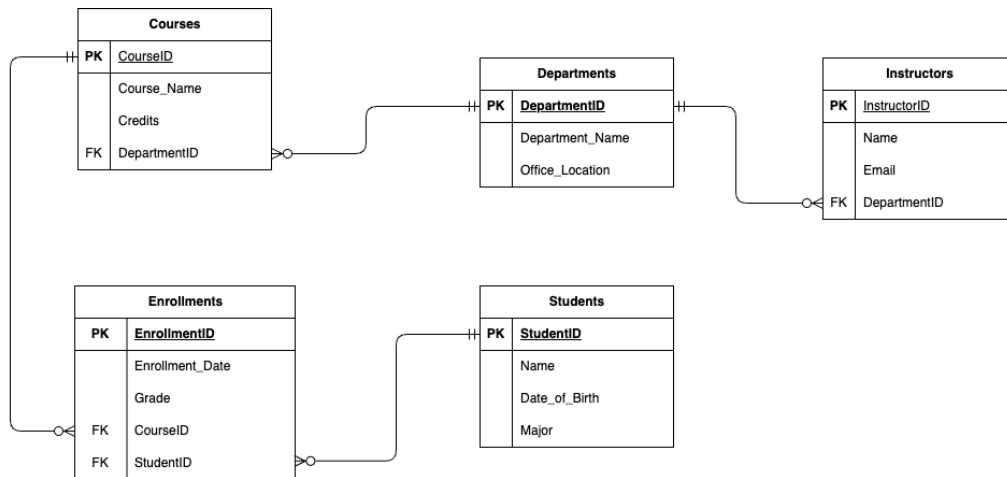 Courses
PK CourseID
Course_Name
Credits
FK DepartmentID
Departments
PK DepartmentID
Department_Name
Office_Location
Instructors
PK InstructorID
Name
Email
FK DepartmentID
Enrollments
PK EnrollmentID
Enrollment_Date
Grade
FK CourseID
FK StudentID
Students
PK StudentID
Name
Date_of_Birth
Major